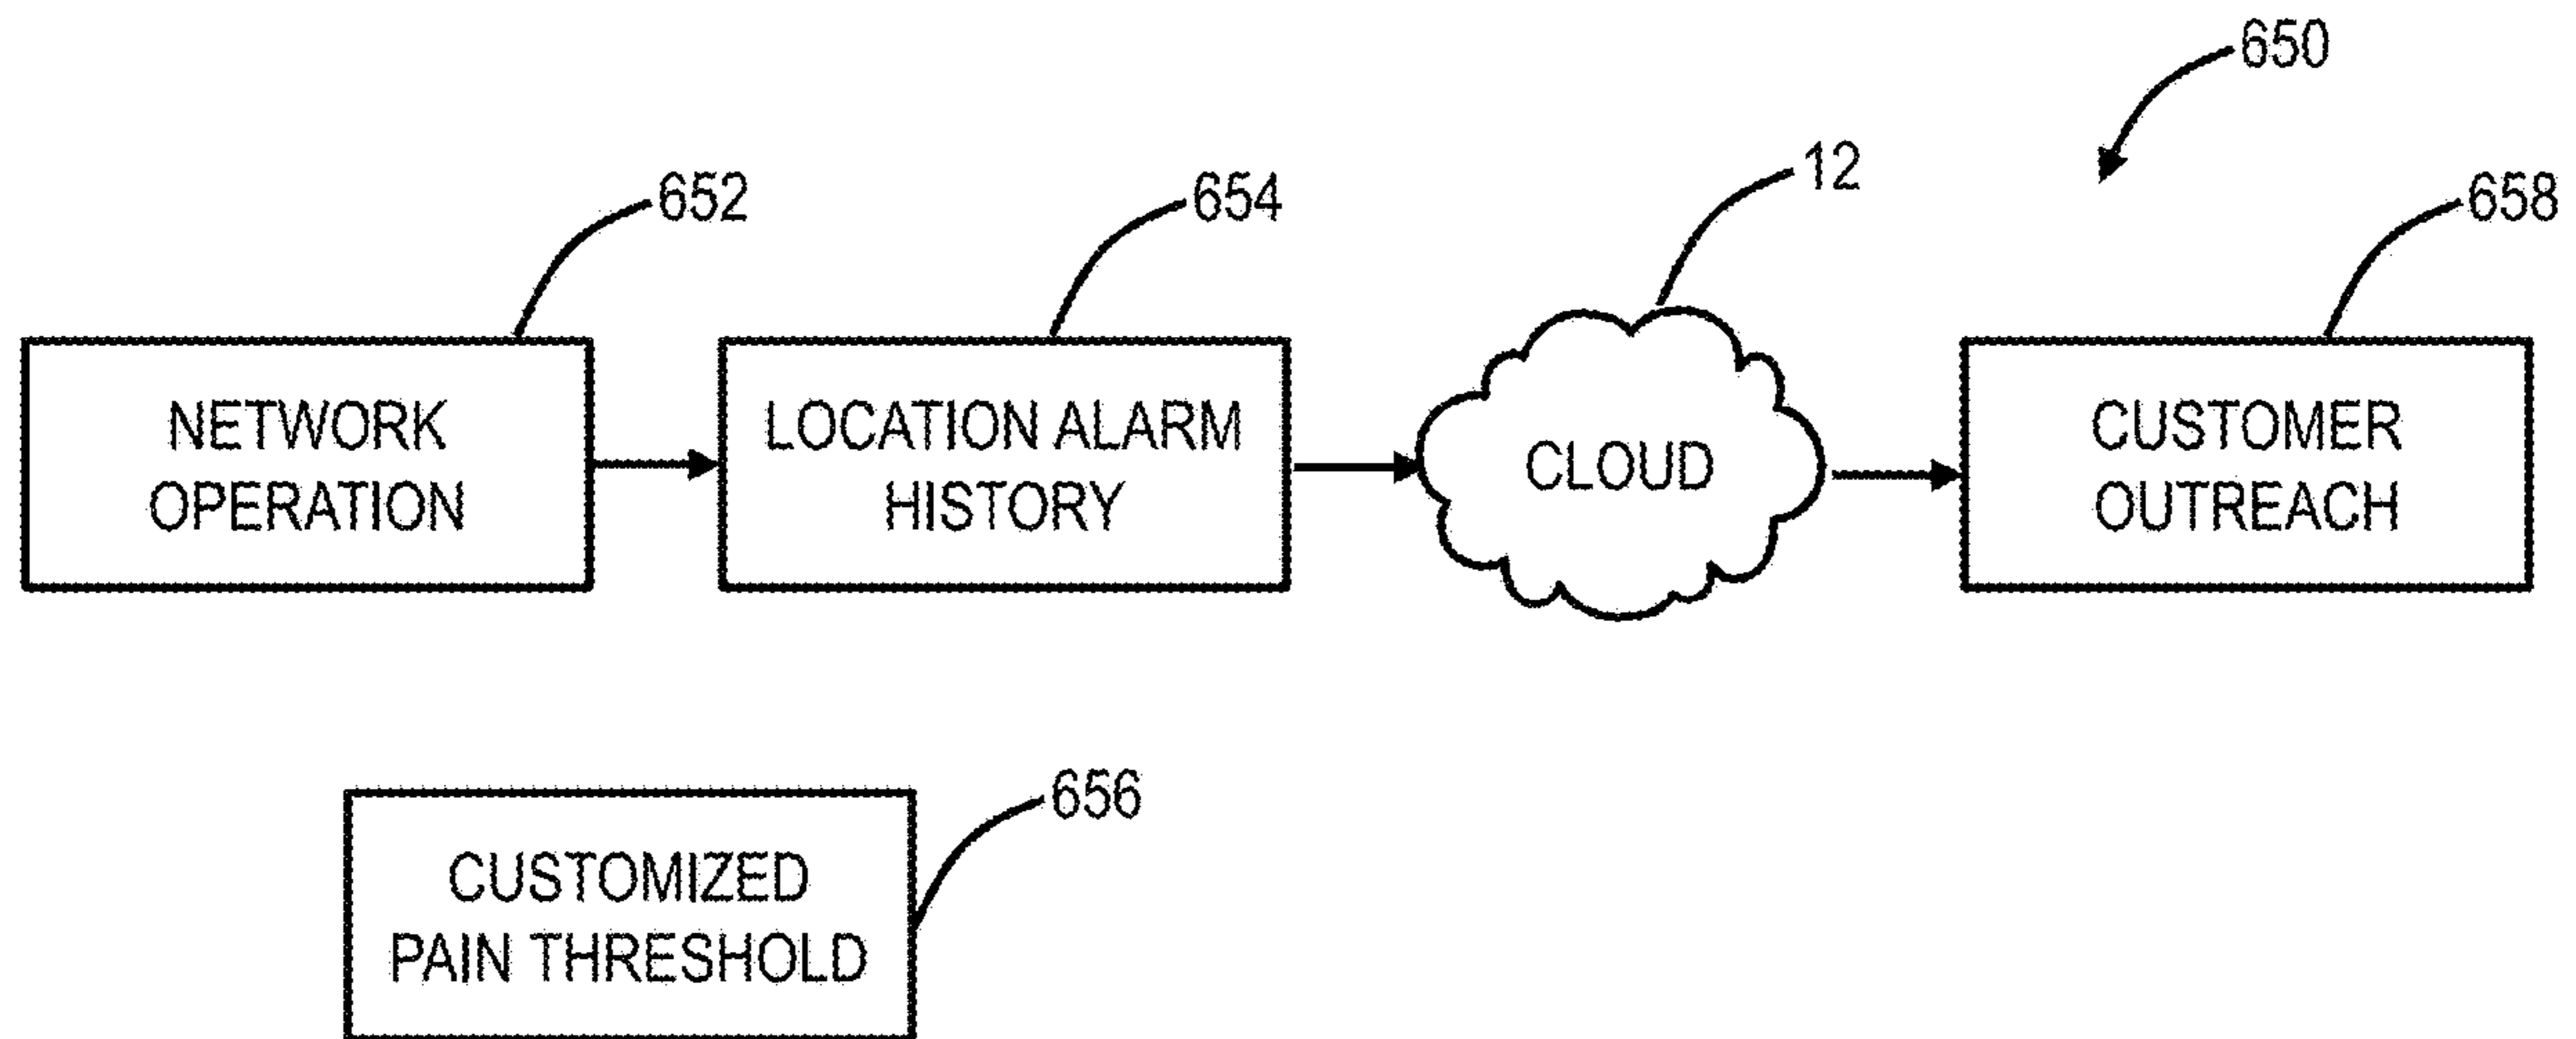 650
12
652
654
658
NETWORK
OPERATION
LOCATION ALARM
HISTORY
CLOUD
CUSTOMER
OUTREACH
656
CUSTOMIZED
PAIN THRESHOLD